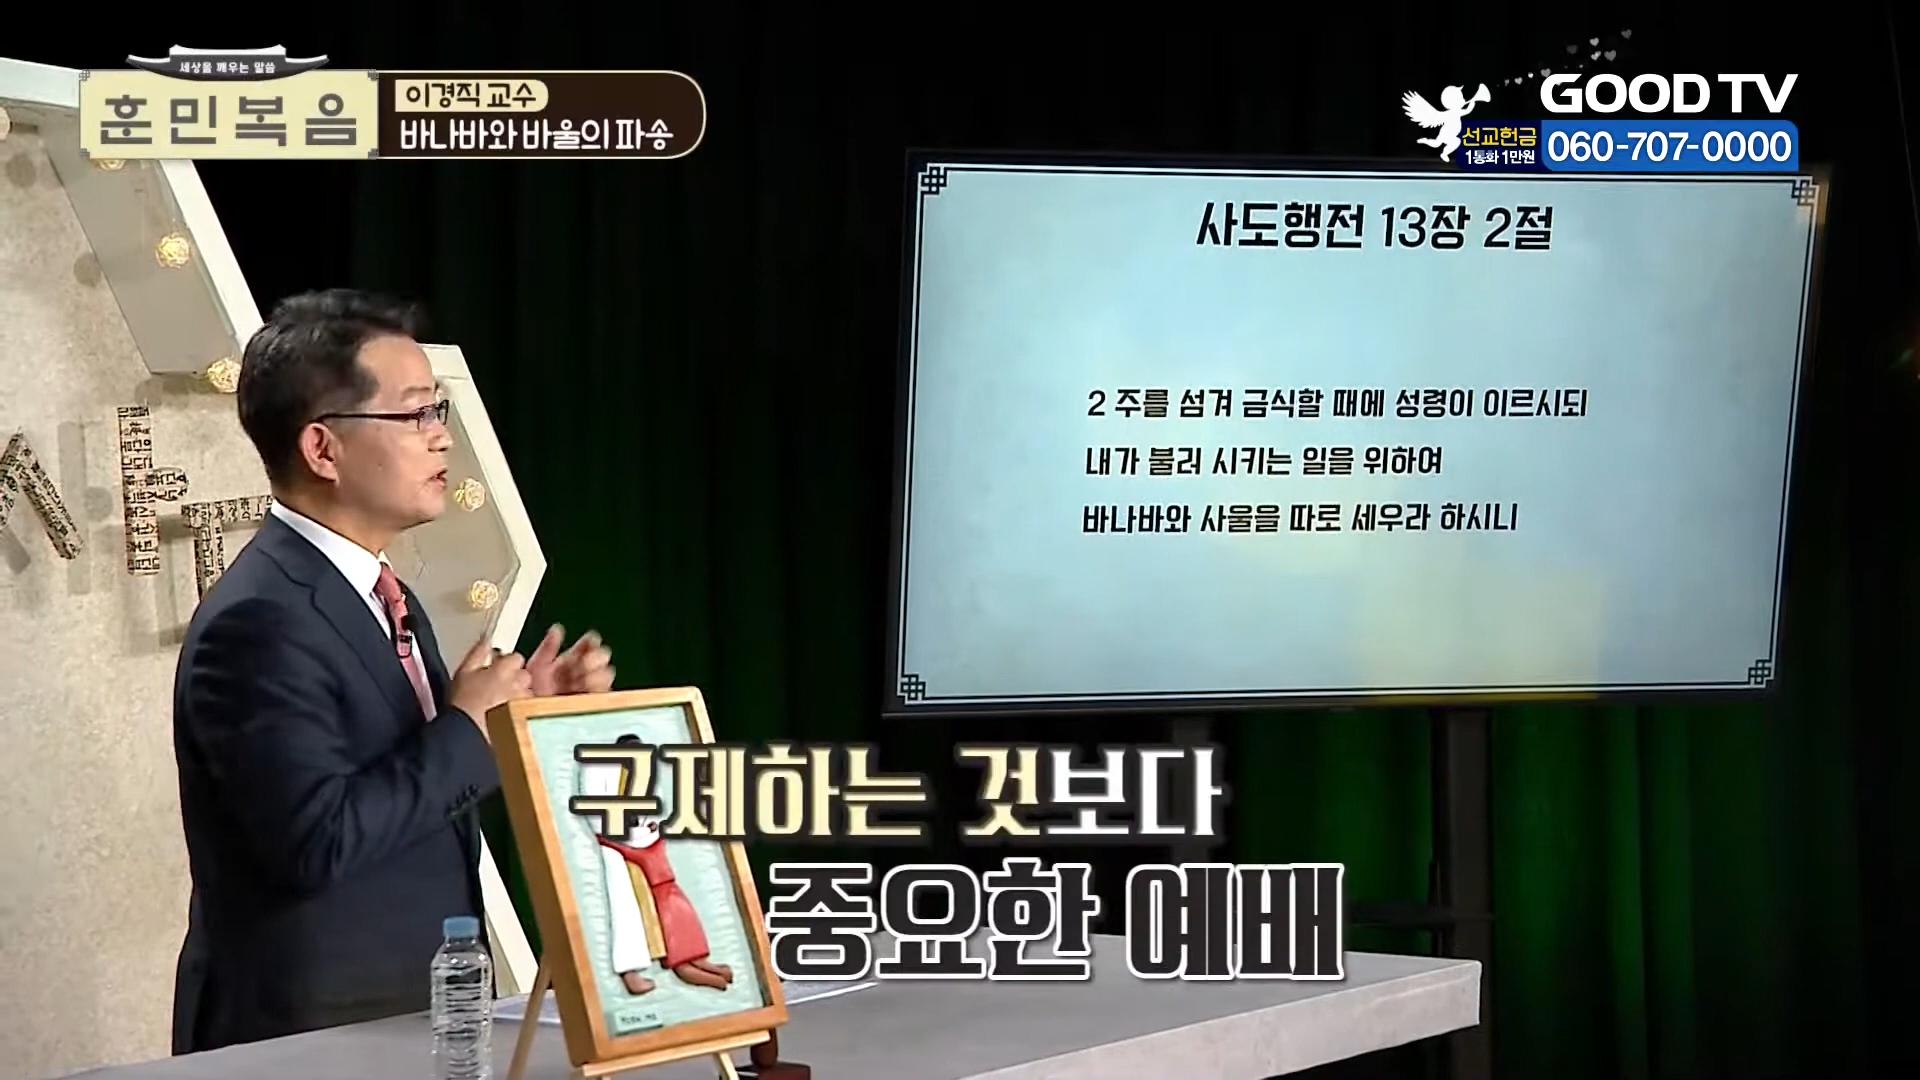 세상을 깨우는 말씀
훈민복음
이경직 교수
바나바와 바울의 파송
GOODTV
선교헌금
1통화 1만원
060-707-0000
사도행전 13장 2절
2 주를 섬겨 금식할 때에 성령이 이르시되
내가 불러 시키는 일을 위하여
바나바와 사울을 따로 세우라 하시니
구제하는 것보다
중요한 예배